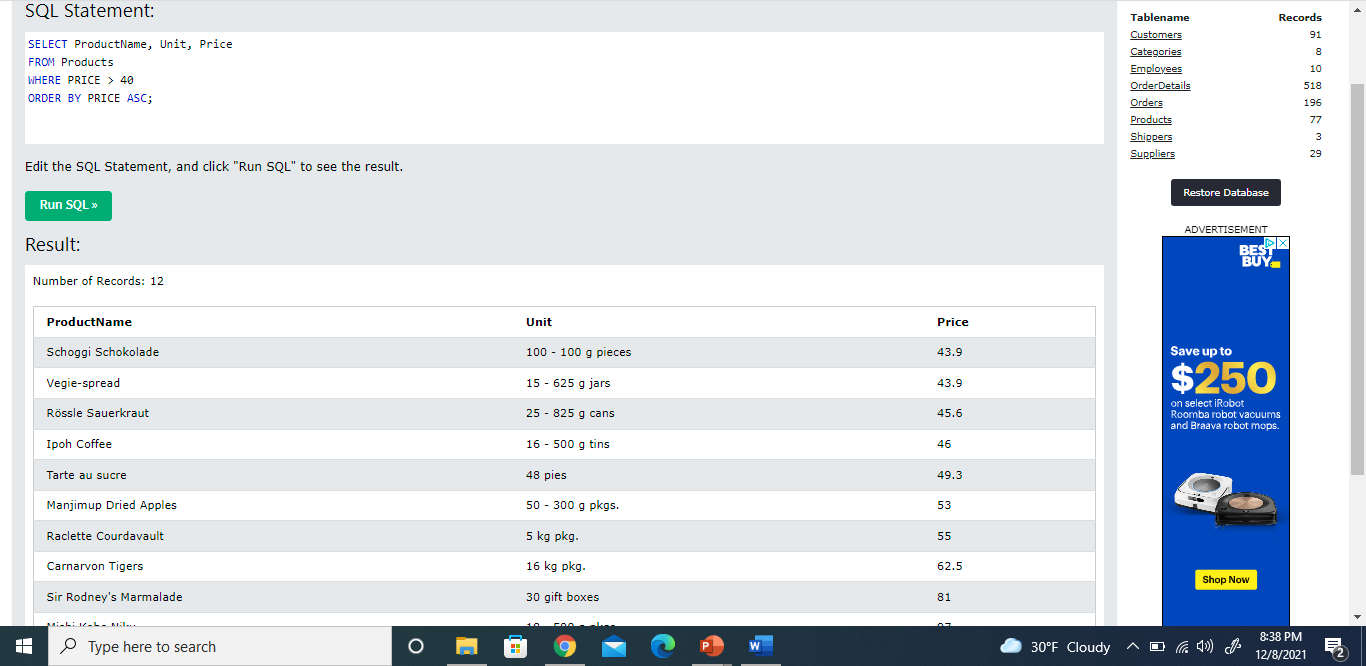 SQL Statement:
SELECT ProductName, Unit, Price
FROM Products
WHERE PRICE > 40
ORDER BY PRICE ASC;
Edit the SQL Statement, and click "Run SQL" to see the result.
Run SQL »
Result:
Number of Records: 12
ProductName Unit Price
Schoggi Schokolade 100 - 100 g pieces 43.9
Vegie-spread 15 - 625 g jars 43.9
Rössle Sauerkraut 25 - 825 g cans 45.6
Ipoh Coffee 16 - 500 g tins 46
Tarte au sucre 48 pies 49.3
Manjimup Dried Apples 50 - 300 g pkgs. 53
Raclette Courdavault 5 kg pkg. 55
Carnarvon Tigers 16 kg pkg. 62.5
Sir Rodney's Marmalade 30 gift boxes 81
Tablename Records
Customers 91
Categories 8
Employees 10
OrderDetails 518
Orders 196
Products 77
Shippers 3
Suppliers 29
Restore Database
ADVERTISEMENT
BEST
BUY
Save up to
$250
on select iRobot
Roomba robot vacuums
and Braava robot mops.
Shop Now
Type here to search
30°F Cloudy
8:38 PM
12/8/2021
2